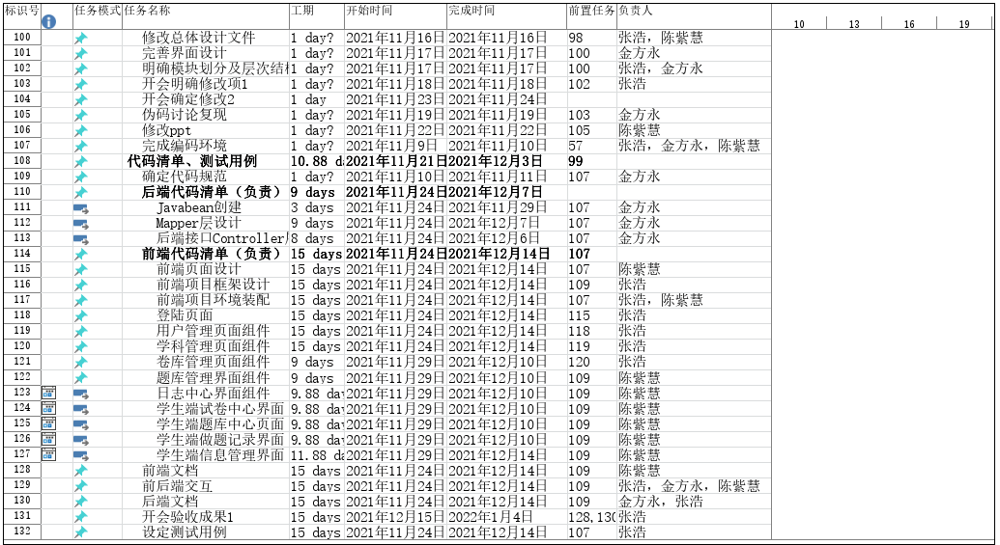 标识号 任务模式 任务名称 工期 开始时间 完成时间 前置任务 负责人 10 13 16 19
100 修改总体设计文件 1 day? 2021年11月16日 2021年11月16日 98 张浩，陈紫慧
101 完善界面设计 1 day? 2021年11月17日 2021年11月17日 100 金方永
102 明确模块划分及层次结构 1 day? 2021年11月17日 2021年11月17日 100 张浩，金方永
103 开会明确修改项1 1 day? 2021年11月18日 2021年11月18日 102 张浩
104 开会确定修改2 1 day 2021年11月23日 2021年11月24日
105 伪码讨论复现 1 day? 2021年11月19日 2021年11月19日 103 金方永
106 修改ppt 1 day? 2021年11月22日 2021年11月22日 105 陈紫慧
107 完成编码环境 1 day? 2021年11月9日 2021年11月10日 57 张浩，金方永，陈紫慧
108 代码清单、测试用例 10.88 d 2021年11月21日 2021年12月3日 99
109 确定代码规范 1 day? 2021年11月10日 2021年11月11日 107 金方永
110 后端代码清单（负责） 9 days 2021年11月24日 2021年12月7日
111 Javabean创建 3 days 2021年11月24日 2021年11月29日 107 金方永
112 Mapper层设计 9 days 2021年11月24日 2021年12月7日 107 金方永
113 后端接口Controller 8 days 2021年11月24日 2021年12月6日 107 金方永
114 前端代码清单（负责） 15 days 2021年11月24日 2021年12月14日 107
115 前端页面设计 15 days 2021年11月24日 2021年12月14日 107 陈紫慧
116 前端项目框架设计 15 days 2021年11月24日 2021年12月14日 109 张浩
117 前端项目环境装配 15 days 2021年11月24日 2021年12月14日 107 张浩，陈紫慧
118 登陆页面 15 days 2021年11月24日 2021年12月14日 115 张浩
119 用户管理页面组件 15 days 2021年11月24日 2021年12月14日 118 张浩
120 学科管理页面组件 15 days 2021年11月24日 2021年12月14日 119 张浩
121 卷库管理页面组件 9 days 2021年11月29日 2021年12月10日 120 张浩
122 题库管理界面组件 9 days 2021年11月29日 2021年12月10日 109 陈紫慧
123 日志中心界面组件 9.88 day 2021年11月29日 2021年12月10日 109 陈紫慧
124 学生端试卷中心界面 9.88 day 2021年11月29日 2021年12月10日 109 陈紫慧
125 学生端题库中心页面 9.88 day 2021年11月29日 2021年12月10日 109 陈紫慧
126 学生端做题记录界面 9.88 day 2021年11月29日 2021年12月10日 109 陈紫慧
127 学生端信息管理界面 11.88 da 2021年11月29日 2021年12月14日 109 陈紫慧
128 前端文档 15 days 2021年11月24日 2021年12月14日 109 陈紫慧
129 前后端交互 15 days 2021年11月24日 2021年12月14日 109 张浩，金方永，陈紫慧
130 后端文档 15 days 2021年11月24日 2021年12月14日 109 金方永，张浩
131 开会验收成果1 15 days 2021年12月15日 2022年1月4日 128,130 张浩
132 设定测试用例 15 days 2021年11月24日 2021年12月14日 107 张浩